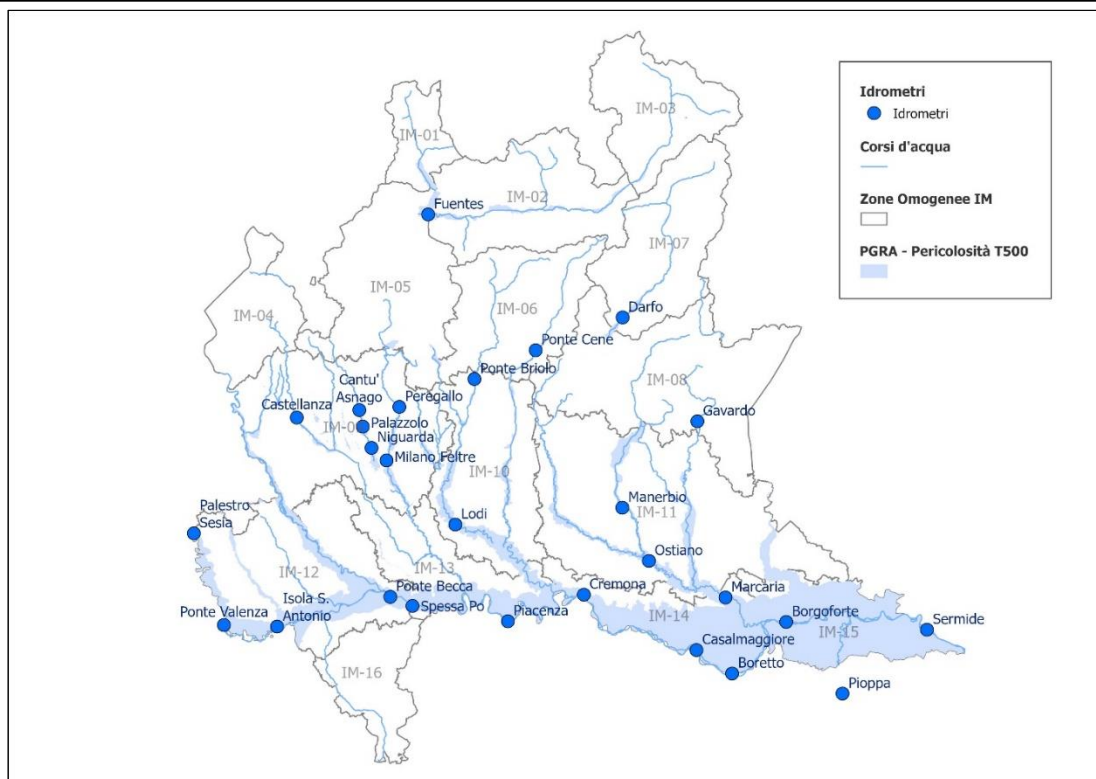 Idrometri
Idrometri
Corsi d'acqua
Zone Omogenee IM
PGRA - Pericolosità T500
IM-01
IM-03
IM-02
Fuentes
IM-07
IM-05
IM-04
IM-06
Darfo
Ponte Cene
Ponte Briolo
IM-08
Cantu'
Asnago
Peregallo
Castellanza
Gavardo
Palazzolo
IM-0
Niguarda
Milano Feltre
IM-10
Manerbio
IM-11
Lodi
Palestro
Sesia
Ostiano
IM-12
IM-13
Ponte Becca
Cremona
Marcaria
Isola S.
Antonio
Spessa Po
Ponte Valenza
Piacenza
IM-14
Borgoforte
Sermide
IM-15
Casalmaggiore
Boretto
IM-16
Pioppa